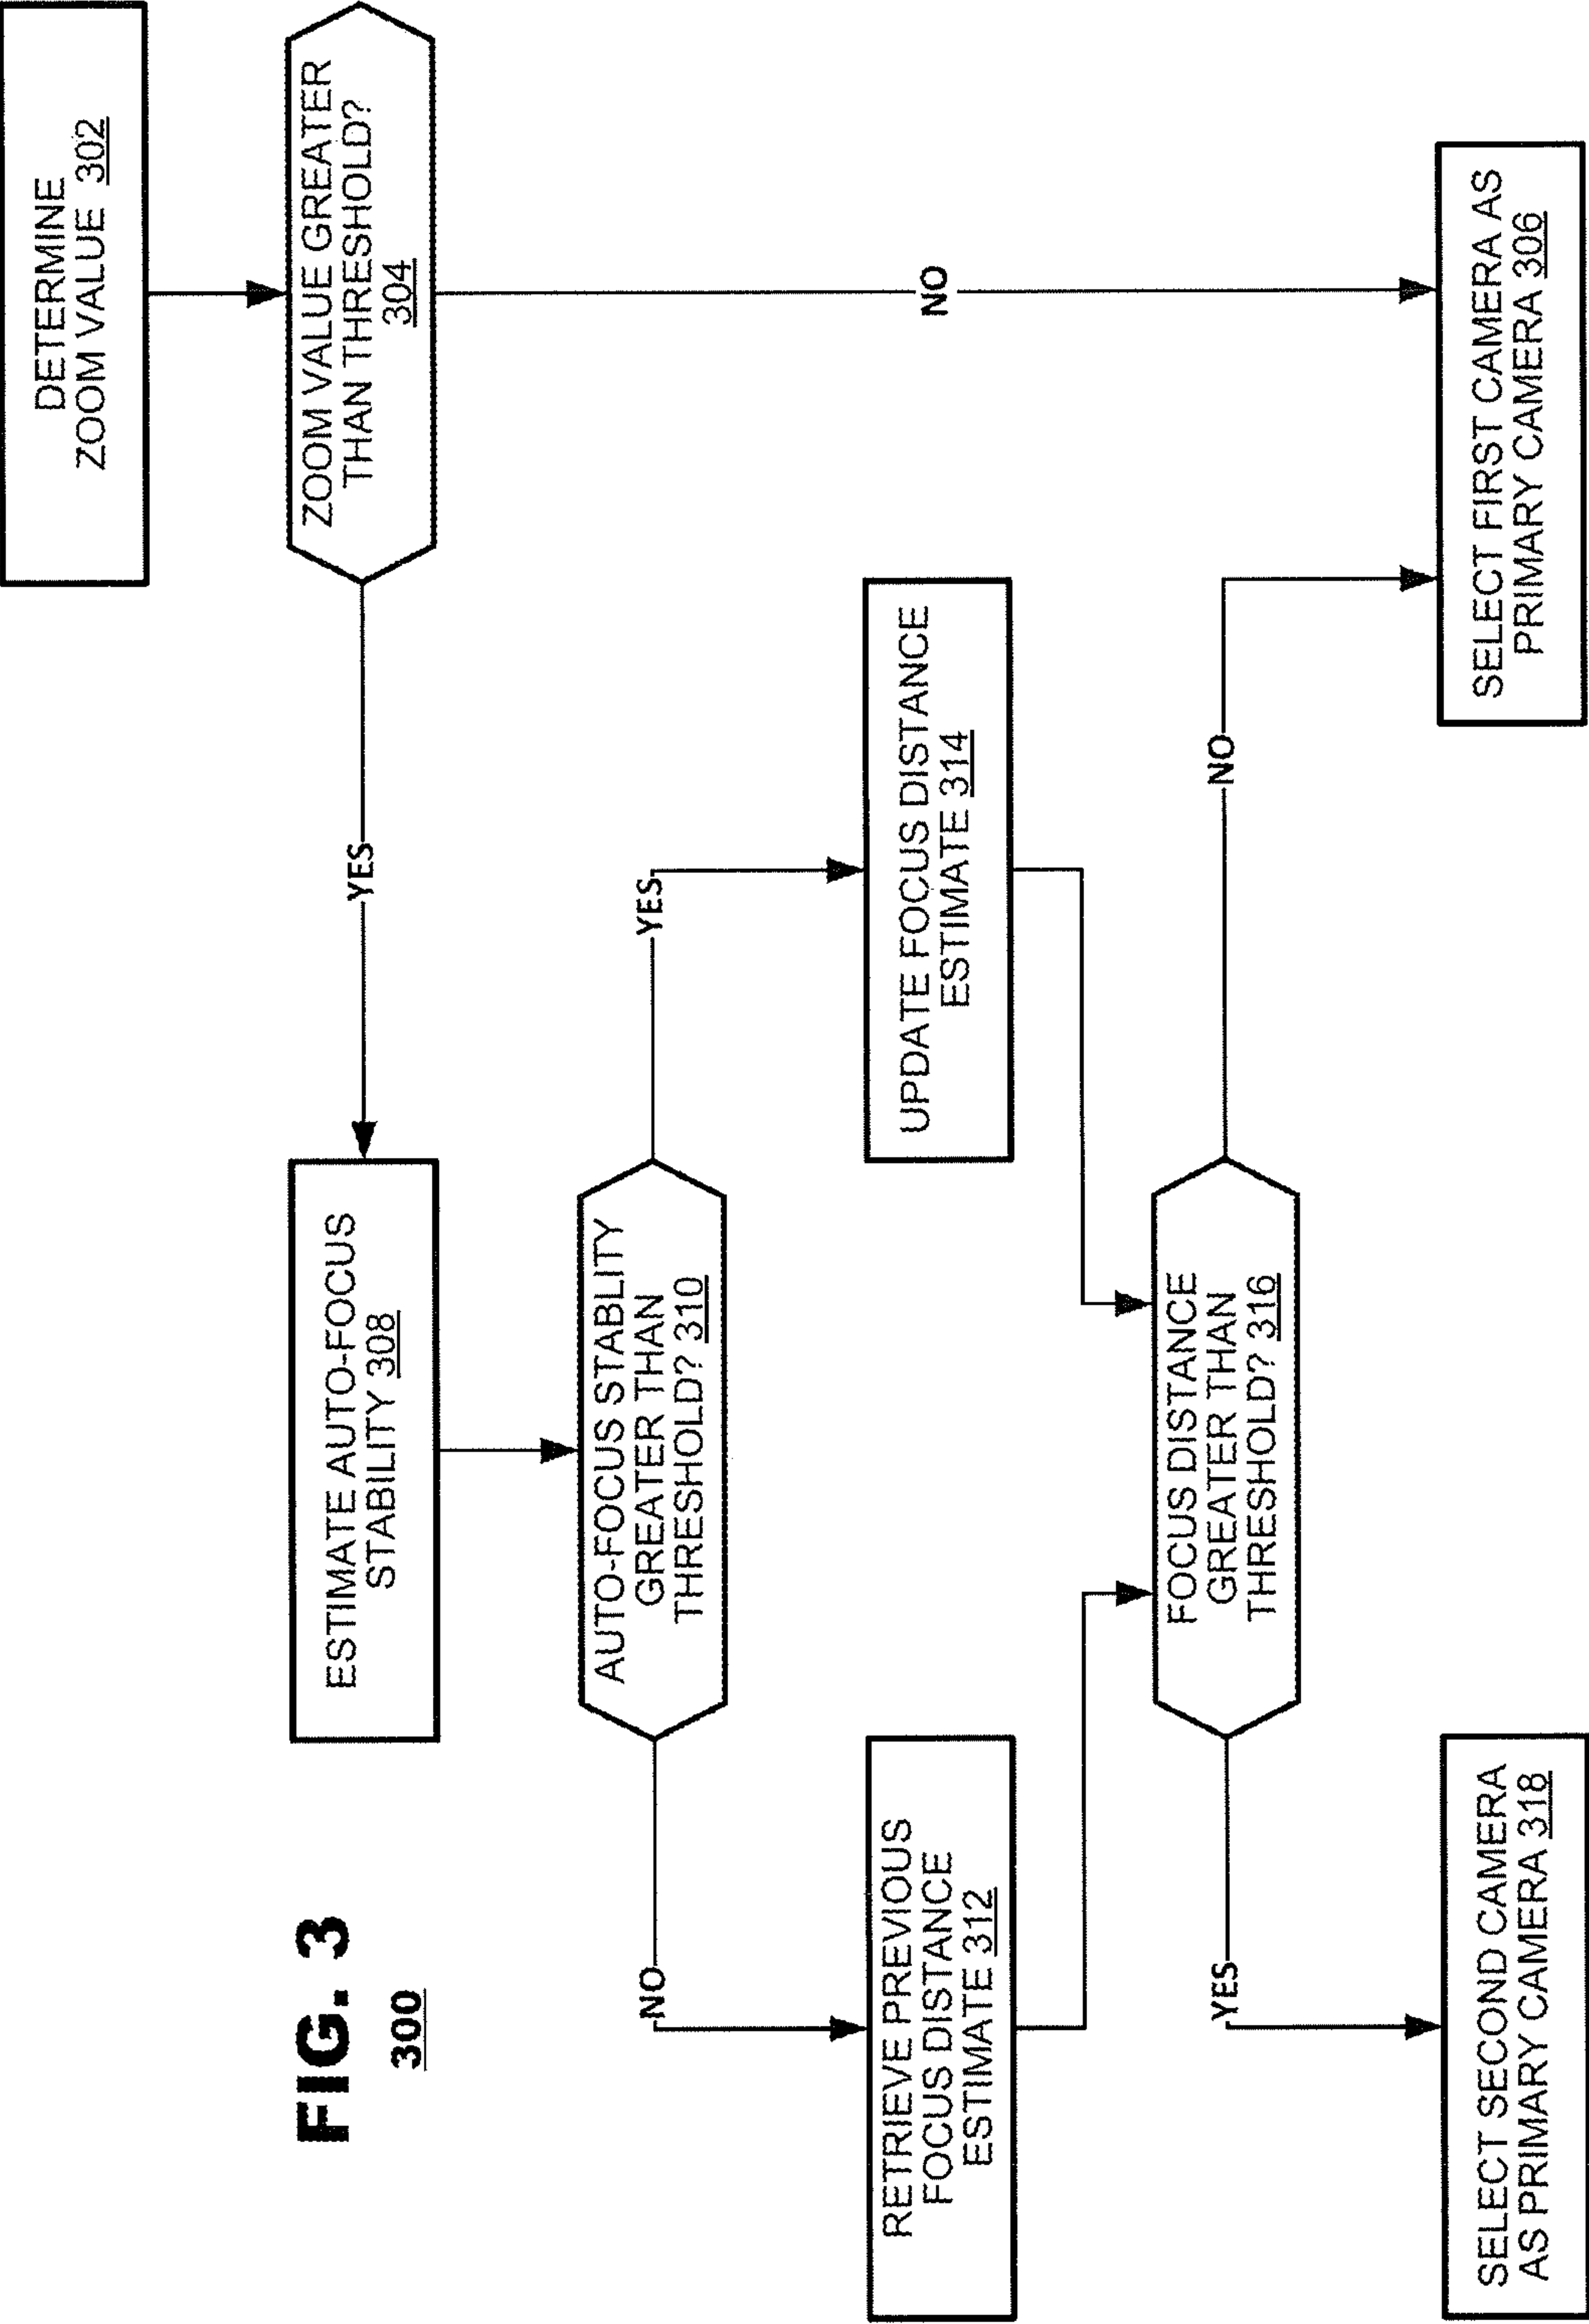 FIG. 3
300
DETERMINE
ZOOM VALUE 302
ZOOM VALUE GREATER
THAN THRESHOLD?
304
YES
NO
ESTIMATE AUTO-FOCUS
STABILITY 308
AUTO-FOCUS STABLITY
GREATER THAN
THRESHOLD? 310
NO
YES
RETRIEVE PREVIOUS
FOCUS DISTANCE
ESTIMATE 312
UPDATE FOCUS DISTANCE
ESTIMATE 314
FOCUS DISTANCE
GREATER THAN
THRESHOLD? 316
YES
NO
SELECT SECOND CAMERA
AS PRIMARY CAMERA 318
SELECT FIRST CAMERA AS
PRIMARY CAMERA 306